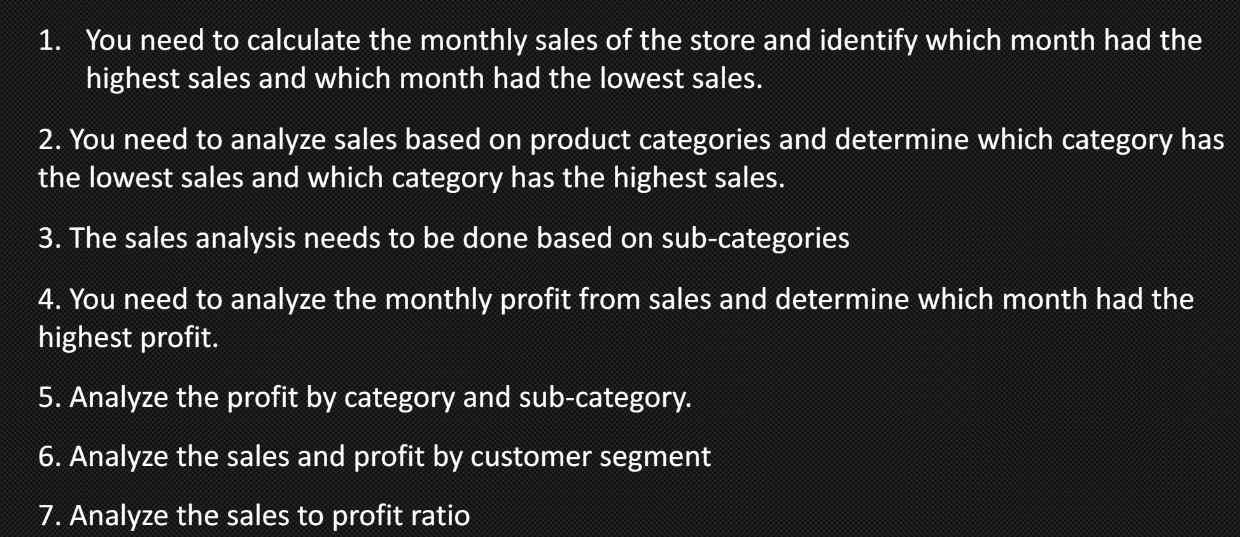 1. You need to calculate the monthly sales of the store and identify which month had the
highest sales and which month had the lowest sales.
2. You need to analyze sales based on product categories and determine which category has
the lowest sales and which category has the highest sales.
3. The sales analysis needs to be done based on sub-categories
4. You need to analyze the monthly profit from sales and determine which month had the
highest profit.
5. Analyze the profit by category and sub-category.
6. Analyze the sales and profit by customer segment
7. Analyze the sales to profit ratio